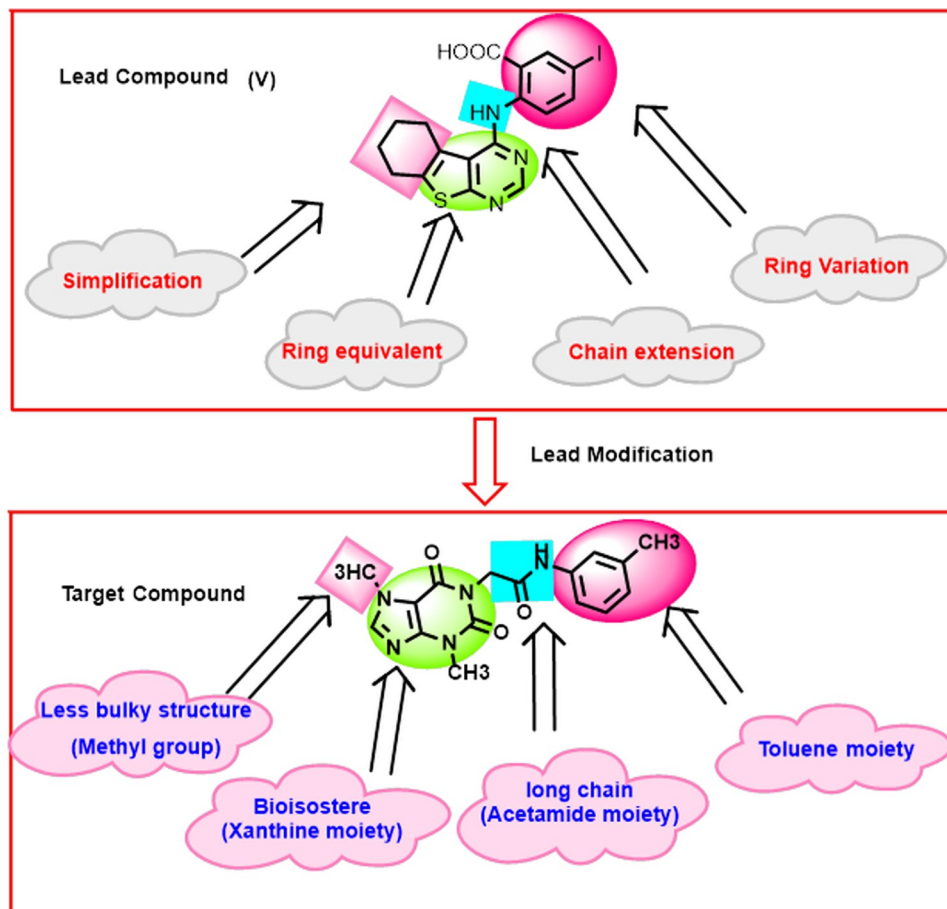 HOOC
I
Lead Compound (V)
HN
N
S
N
Simplification
Ring equivalent
Chain extension
Ring Variation
Lead Modification
Target Compound
3HC
O
H
N
CH3
N
N
O
O
N
N
CH3
Less bulky structure
(Methyl group)
Bioisostere
(Xanthine moiety)
long chain
(Acetamide moiety)
Toluene moiety